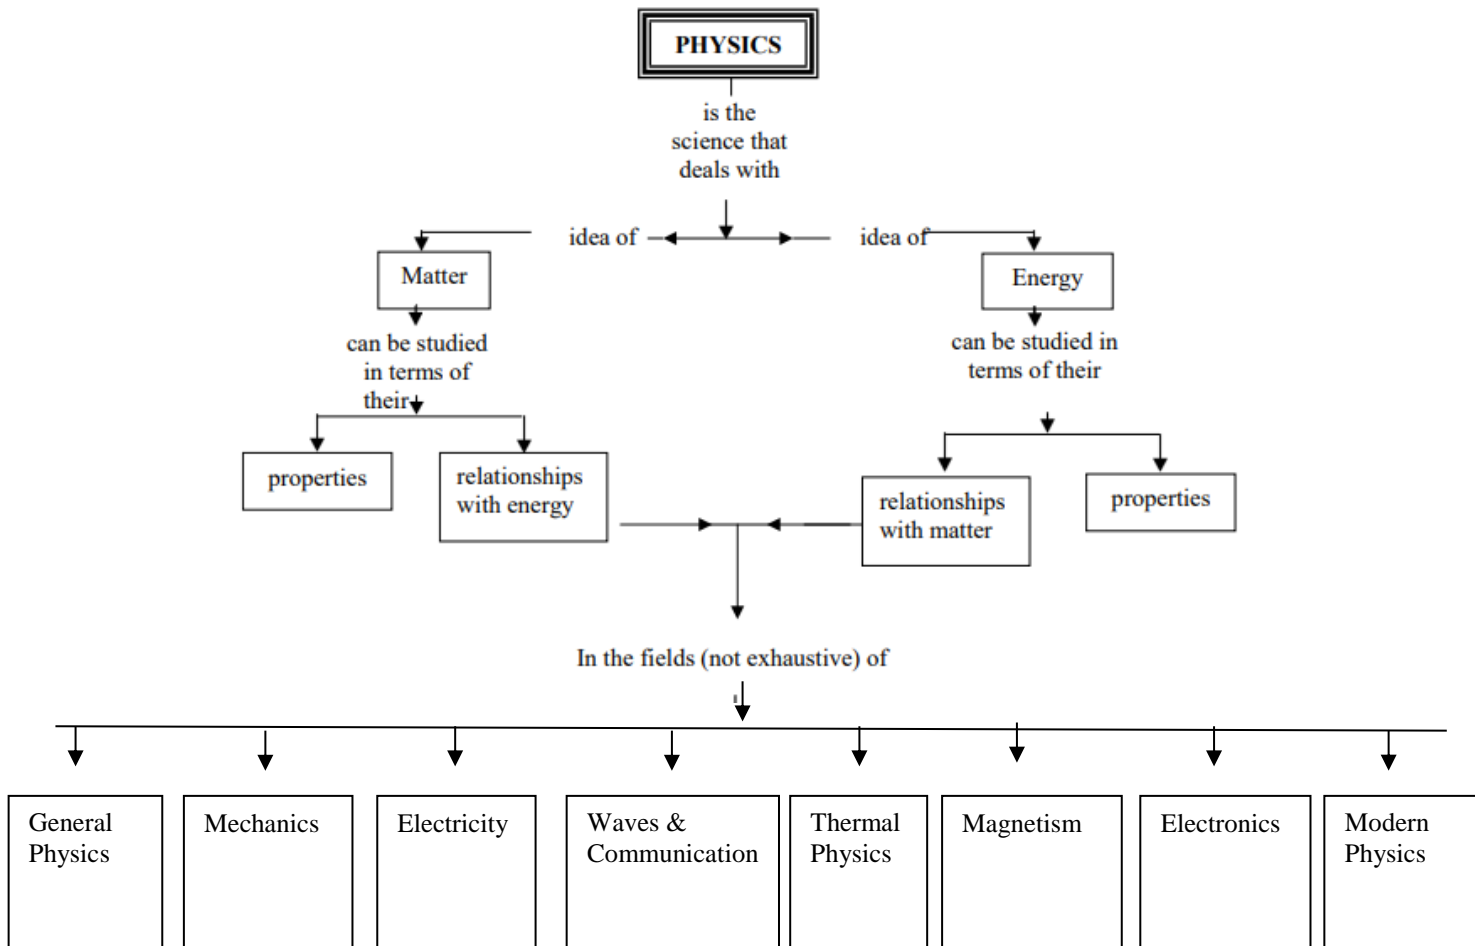 PHYSICS
is the
science that
deals with
idea of
idea of
Matter
Energy
can be studied
in terms of
their
can be studied in
terms of their
properties
relationships
with energy
relationships
with matter
properties
In the fields (not exhaustive) of
General
Physics
Mechanics
Electricity
Waves &
Communication
Thermal
Physics
Magnetism
Electronics
Modern
Physics